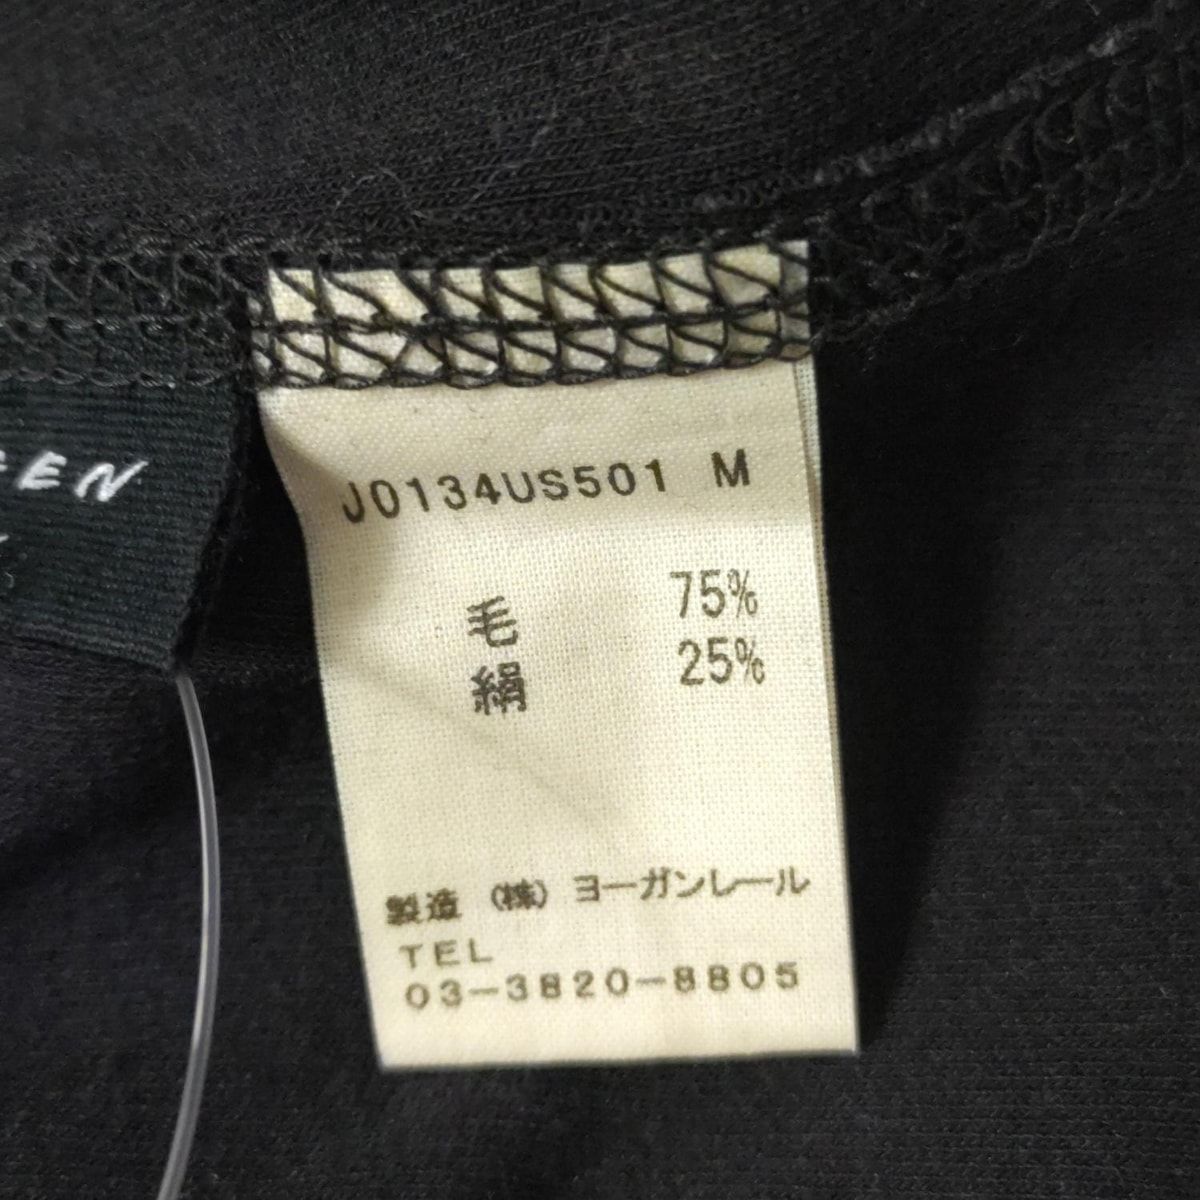 EN
J0134US501 M
毛 75%
絹 25%
製造 (株) ヨーガンレール
TEL
03-3820-8805